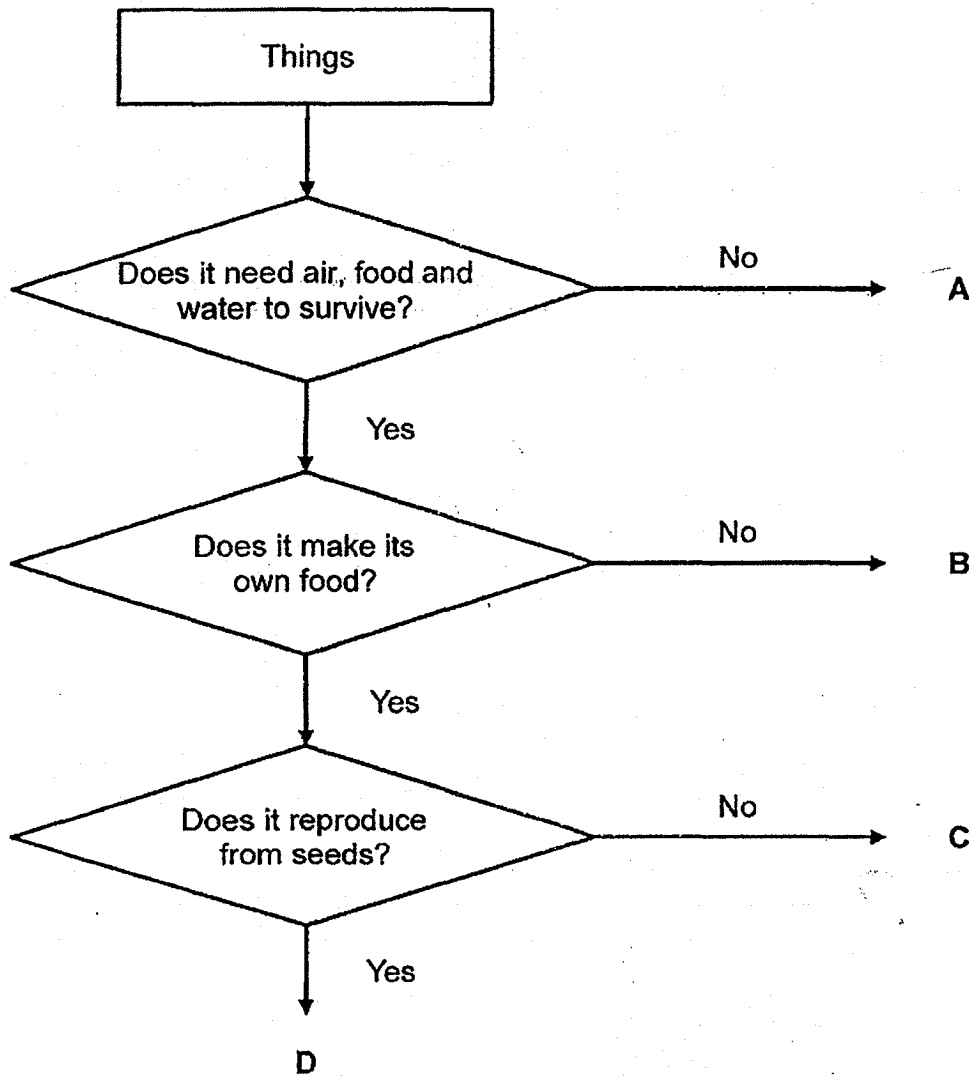 Things
Does it need air, food and
water to survive?
No
A
Yes
Does it make its
own food?
No
B
Yes
Does it reproduce
from seeds?
No
C
Yes
D